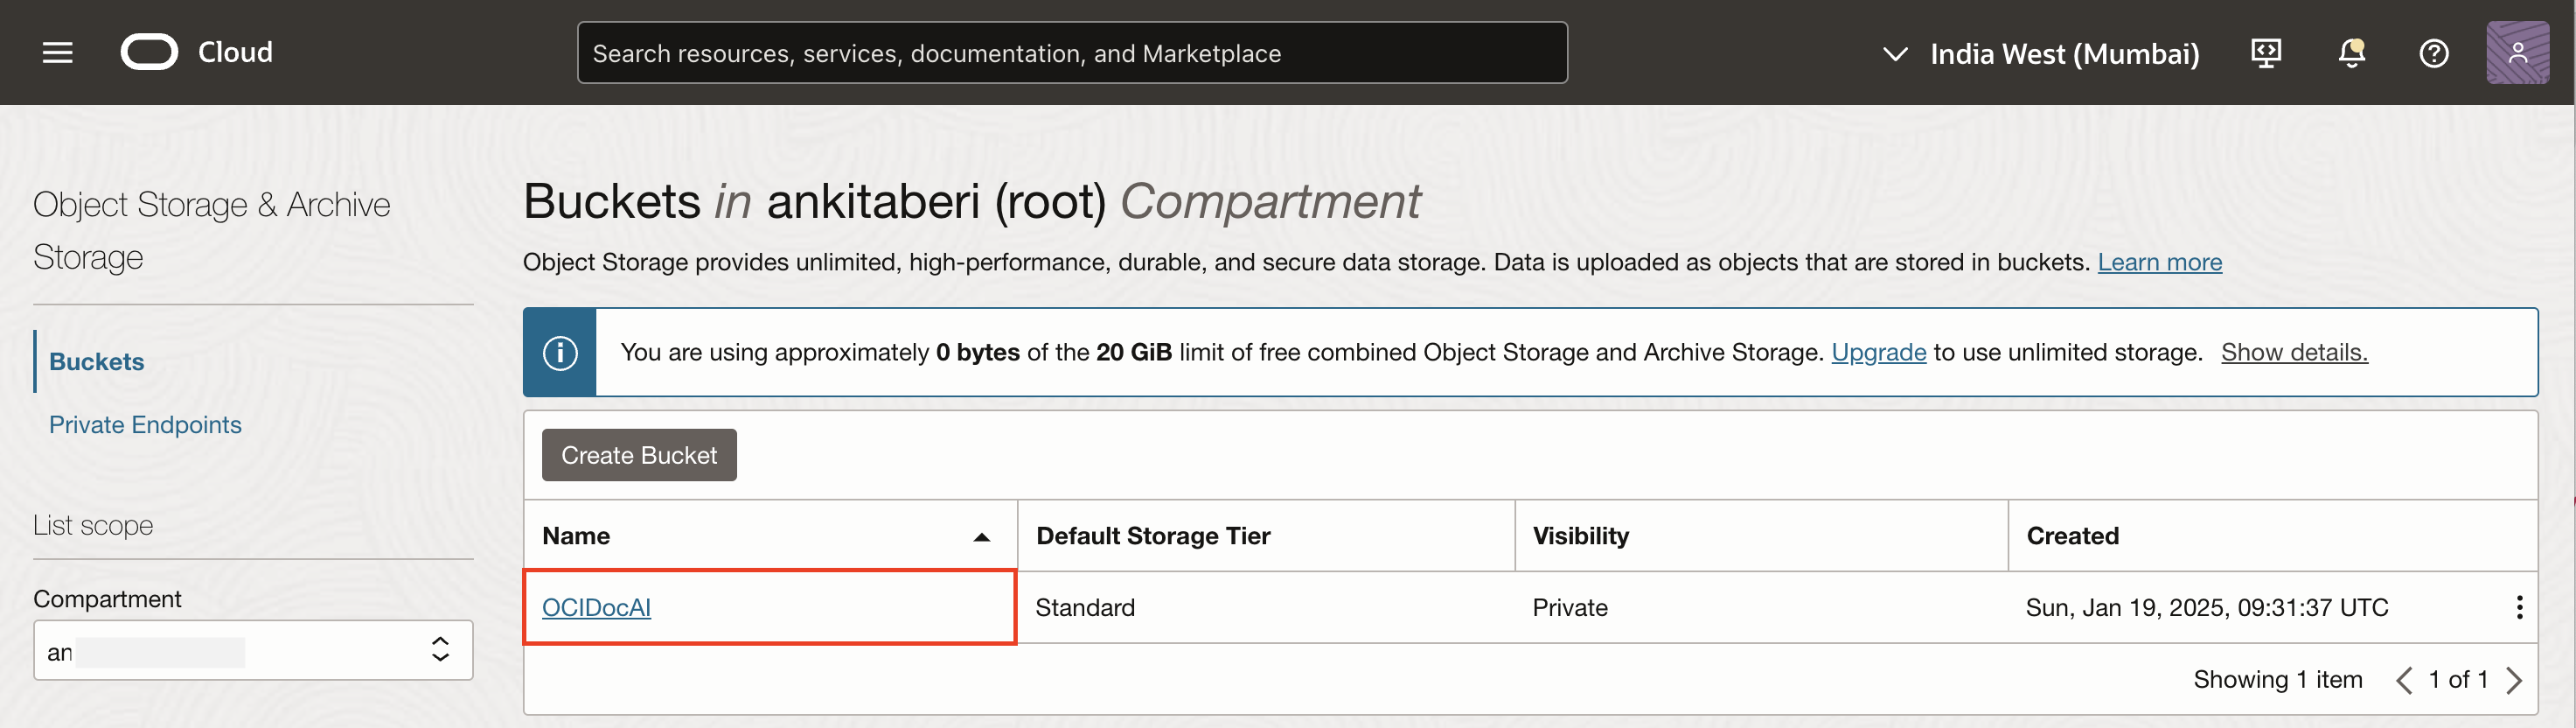 Cloud
Search resources, services, documentation, and Marketplace
India West (Mumbai)
Object Storage & Archive
Storage
Buckets
Private Endpoints
List scope
Compartment
an
Buckets in ankitaberi (root) Compartment
Object Storage provides unlimited, high-performance, durable, and secure data storage. Data is uploaded as objects that are stored in buckets. Learn more
You are using approximately 0 bytes of the 20 GiB limit of free combined Object Storage and Archive Storage. Upgrade to use unlimited storage. Show details.
Create Bucket
Name Default Storage Tier Visibility Created
OCIDocAI Standard Private Sun, Jan 19, 2025, 09:31:37 UTC
Showing 1 item 1 of 1